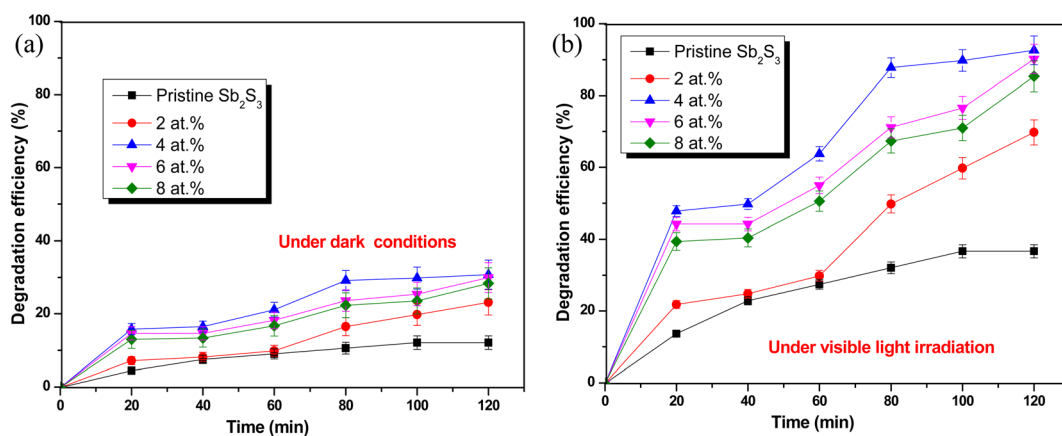 (a)
Degradation efficiency (%)
100
80
60
40
20
0
Pristine Sb₂S₃
2 at.%
4 at.%
6 at.%
8 at.%
Under dark conditions
0 20 40 60 80 100 120
Time (min)
(b)
Degradation efficiency (%)
100
80
60
40
20
0
Pristine Sb₂S₃
2 at.%
4 at.%
6 at.%
8 at.%
Under visible light irradiation
0 20 40 60 80 100 120
Time (min)